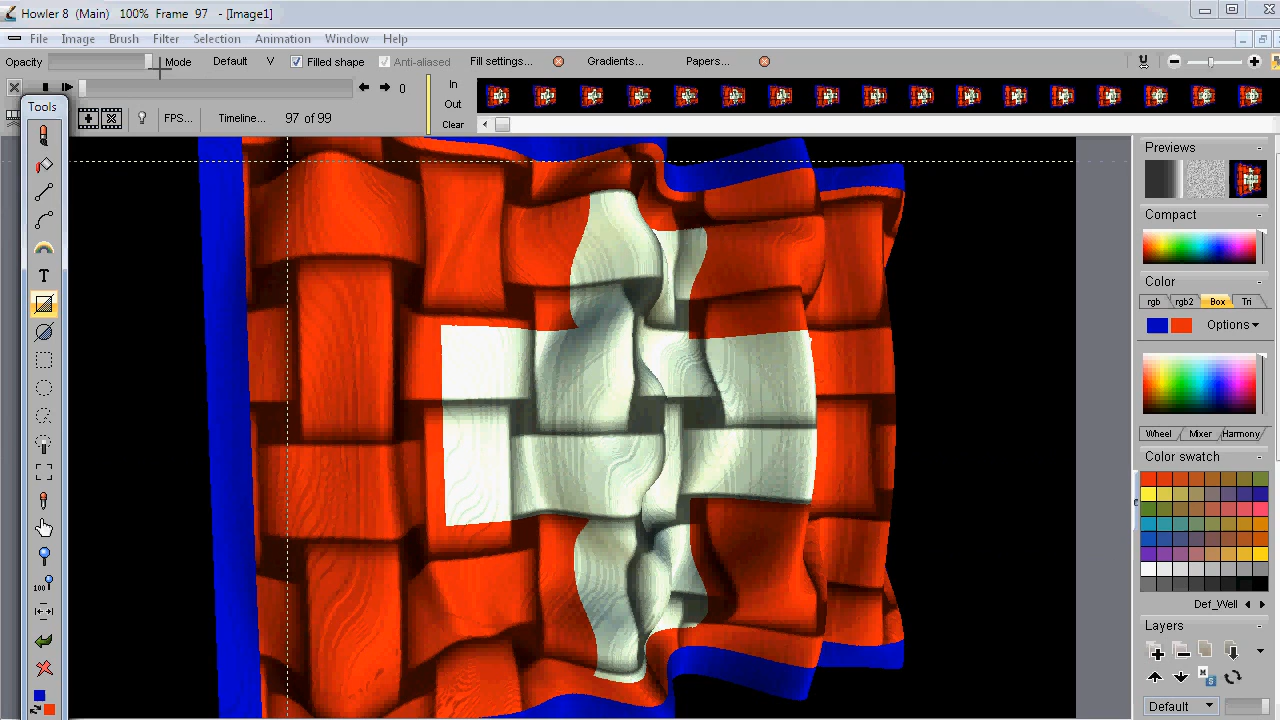 Howler 8 (Main) 100% Frame 97 - [Image1]
File Image Brush Filter Selection Animation Window Help
Opacity Mode Default V Filled shape Anti-aliased Fill settings... Gradients... Papers...
0 In
Out
Tools
FPS... Timeline... 97 of 99 Clear
T
100
Previews
Compact
Color
rgb rgb2 Box Tri
Options
Wheel Mixer Harmony
Color swatch
Def_Well
Layers
M
S
Default